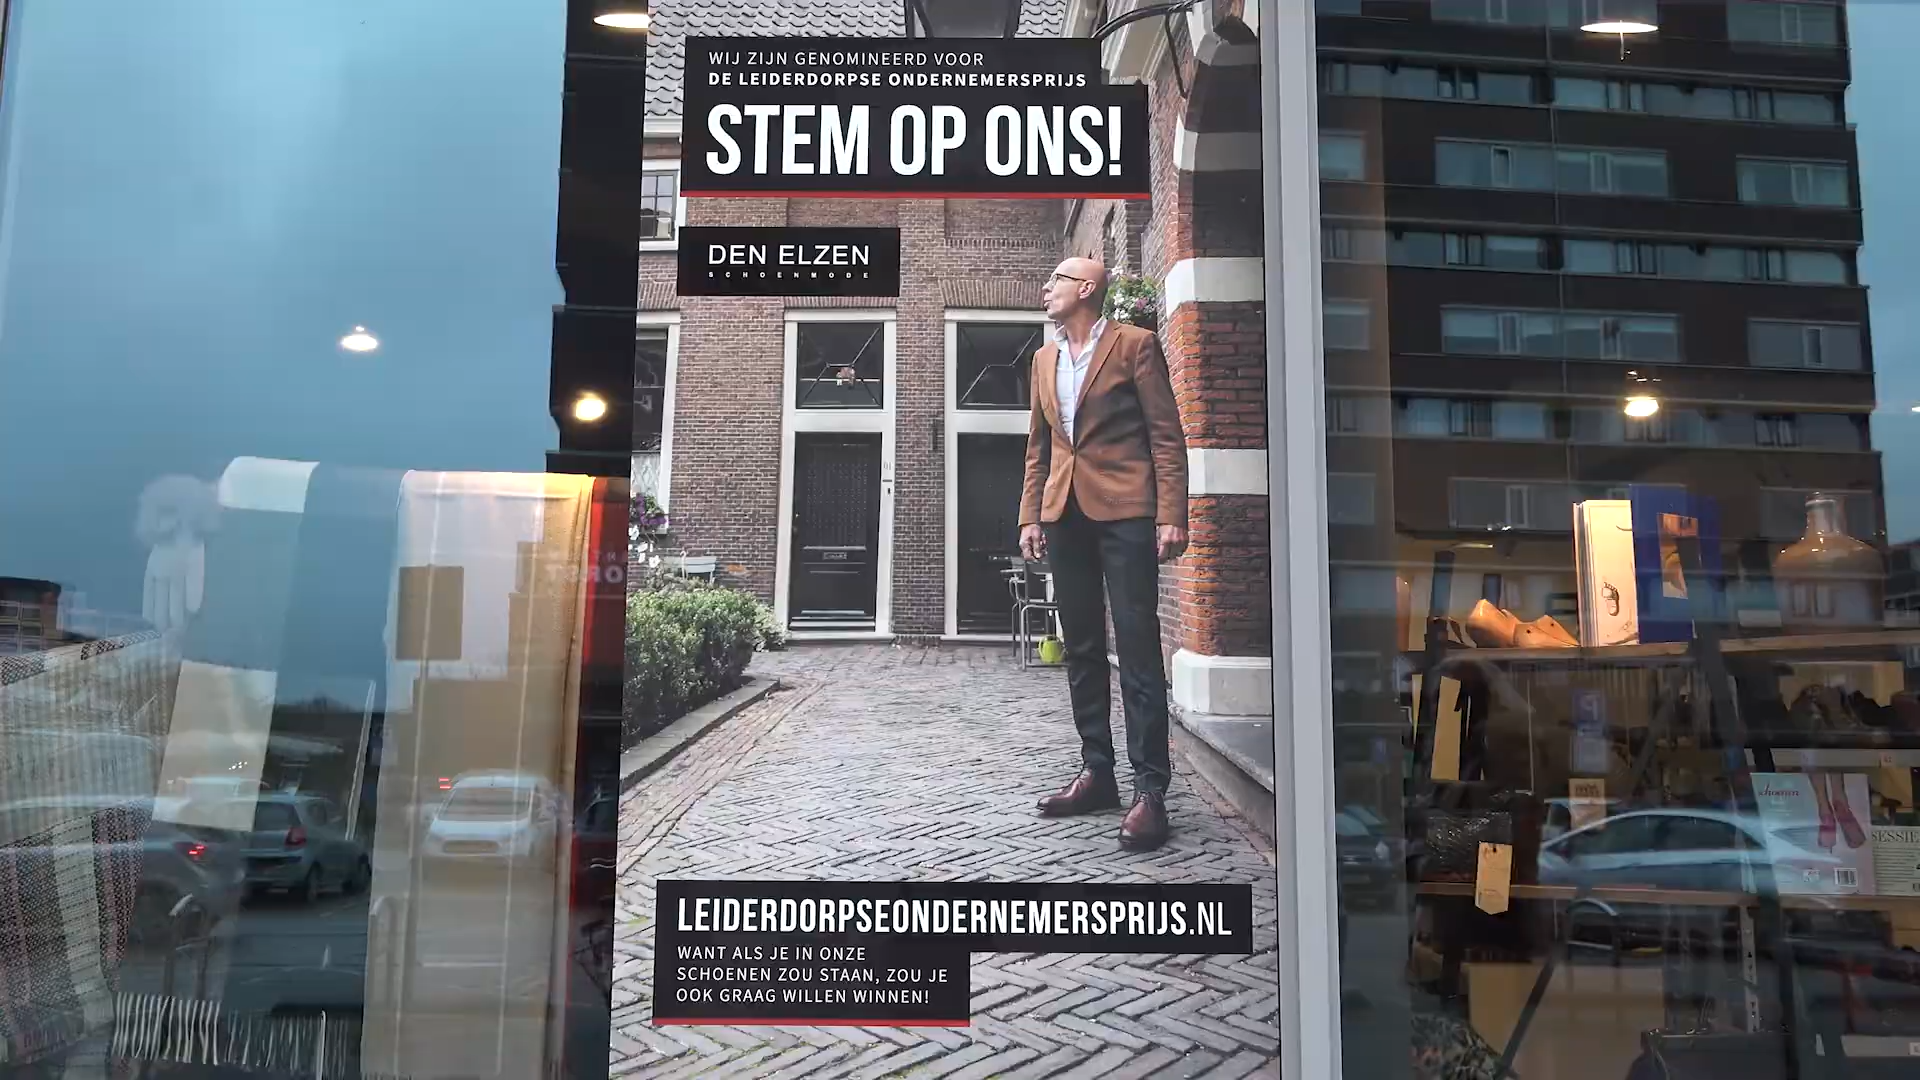 WIJ ZIJN GENOMINEERD VOOR
DE LEIDERDORPSE ONDERNEMERSPRIJS
STEM OP ONS!
DEN ELZEN
SCHOENMODE
LEIDERDORPSEONDERNEMERSPRIJS.NL
WANT ALS JE IN ONZE
SCHOENEN ZOU STAAN, ZOU JE
OOK GRAAG WILLEN WINNEN!
schoenen
P